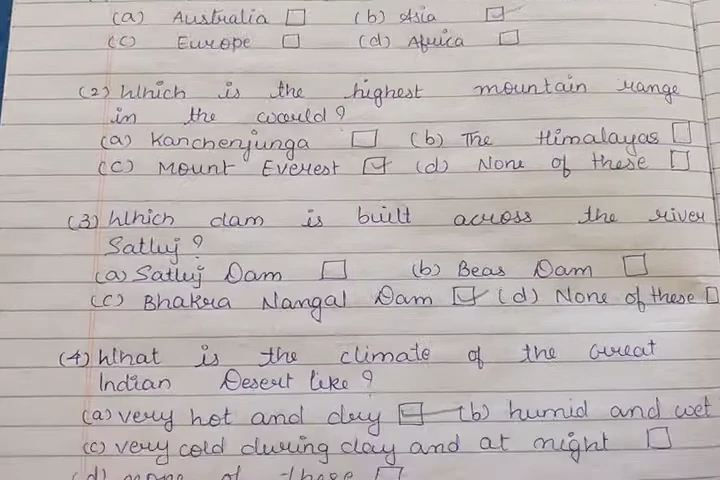 (a) Australia ☐ (b) Asia ☑
(c) Europe ☐ (d) Africa ☐
(2) Which is the highest mountain range
in the world?
(a) Kanchenjunga ☐ (b) The Himalayas ☐
(c) Mount Everest ☑ (d) None of these ☐
(3) Which dam is built across the river
Satluj?
(a) Satluj Dam ☐ (b) Beas Dam ☐
(c) Bhakra Nangal Dam ☑ (d) None of these ☐
(4) What is the climate of the Great
Indian Desert like?
(a) very hot and dry ☑ (b) humid and wet
(c) very cold during day and at night ☐
(d) none of these ☐